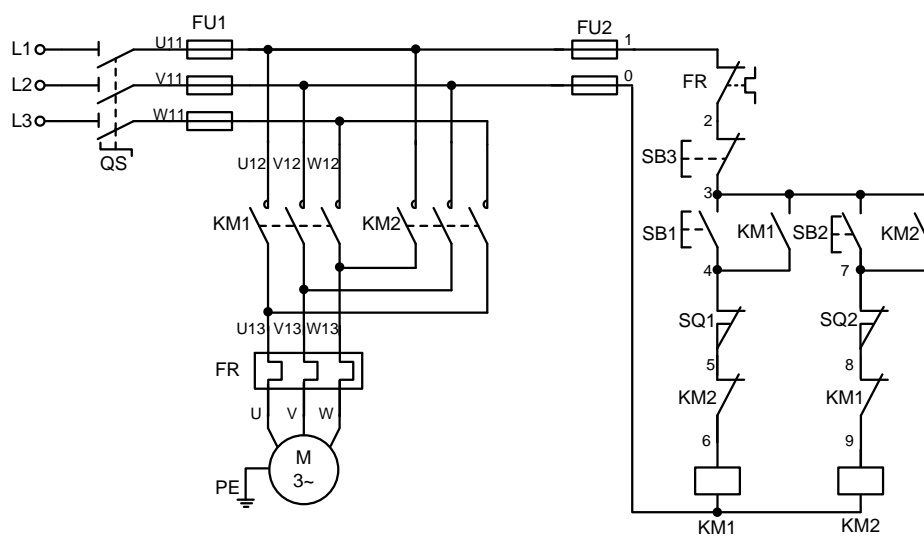 FU1
FU2
L1
U11
1
L2
V11
0
FR
L3
W11
2
QS
U12
V12
W12
SB3
3
KM1
KM2
SB1
KM1
SB2
KM2
4
7
U13
V13
W13
SQ1
SQ2
FR
5
8
KM2
KM1
U
V
W
6
9
M
3~
PE
KM1
KM2